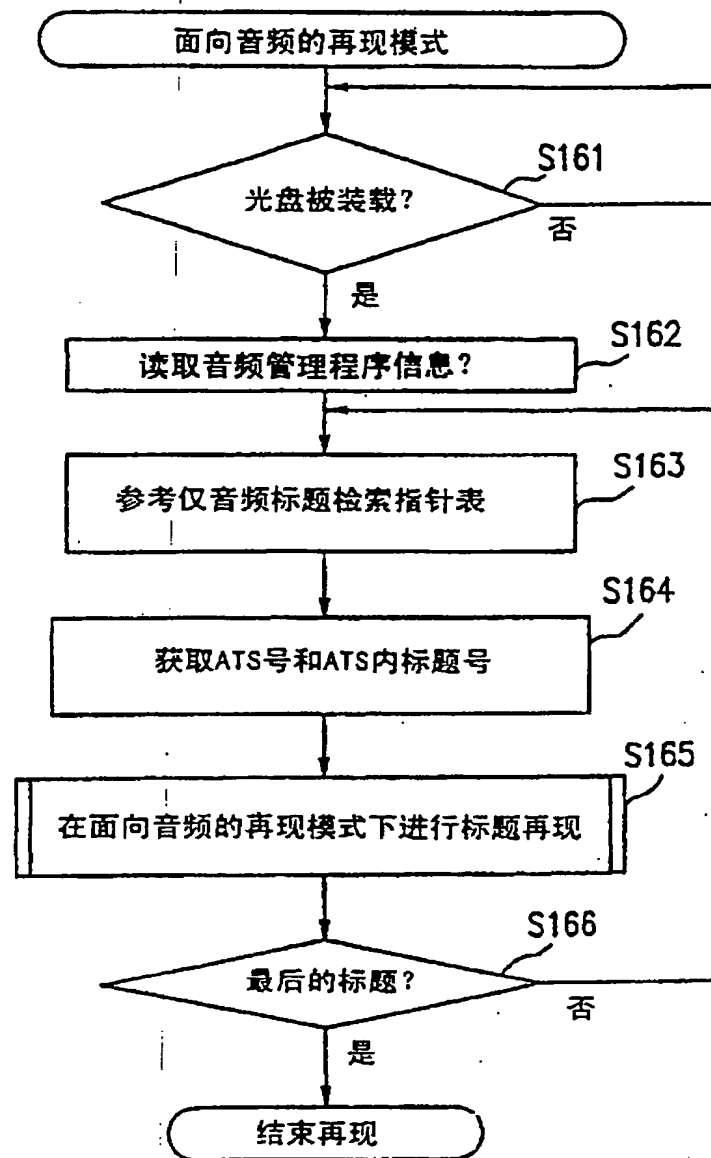 面向音频的再现模式
S161
光盘被装载?
否
是
S162
读取音频管理程序信息?
S163
参考仅音频标题检索指针表
S164
获取ATS号和ATS内标题号
S165
在面向音频的再现模式下进行标题再现
S166
最后的标题?
否
是
结束再现